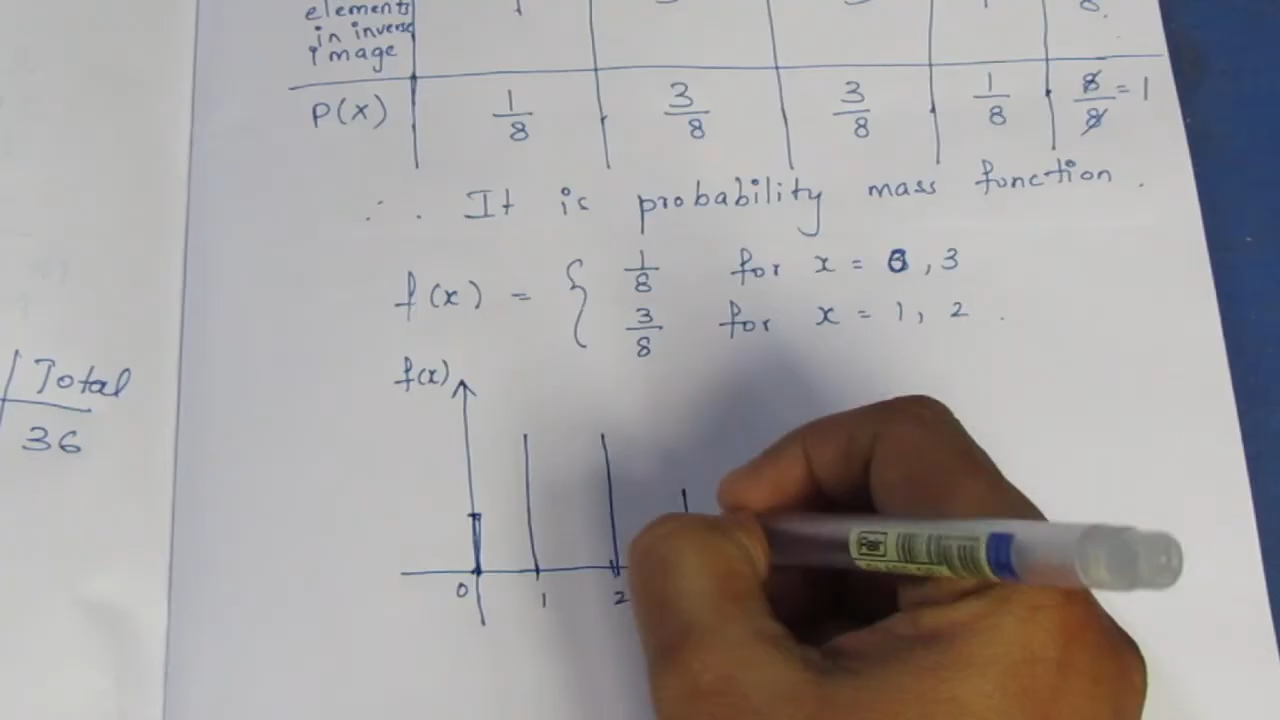 elements
in inverse
image
P(x) 1/8 3/8 3/8 1/8 8/8 = 1
∴ It is probability mass function.
f(x) = { 1/8 for x = 0, 3
3/8 for x = 1, 2.
Total
36
f(x)
0 1 2
Pair